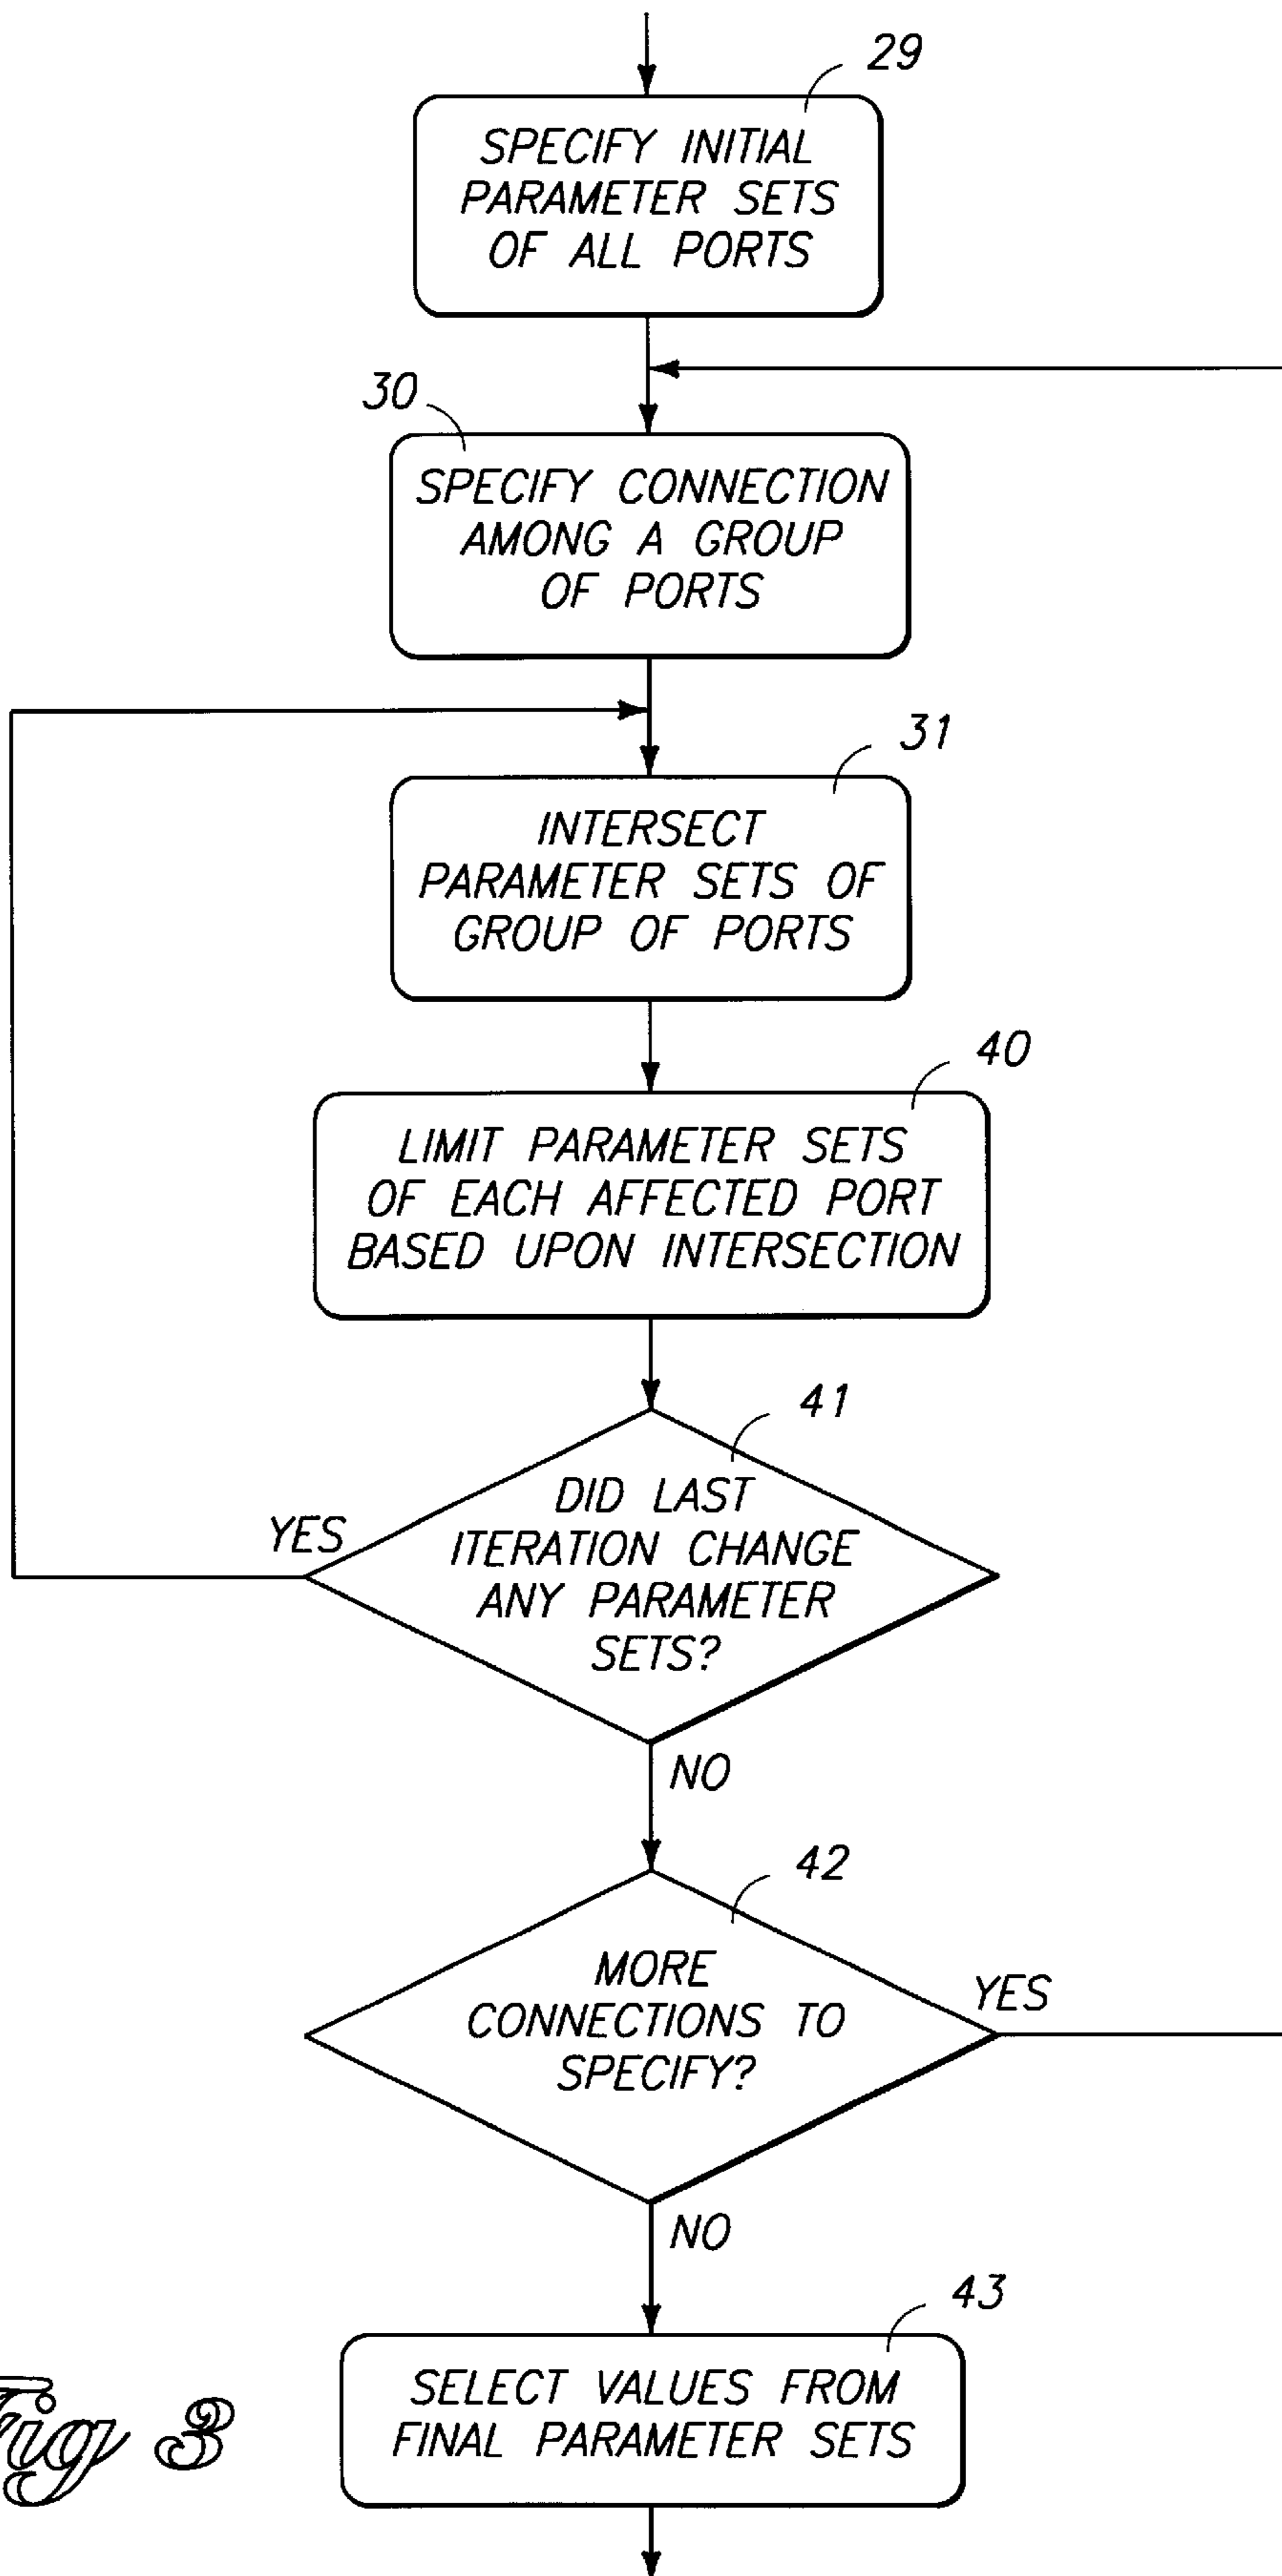 29
SPECIFY INITIAL
PARAMETER SETS
OF ALL PORTS
30
SPECIFY CONNECTION
AMONG A GROUP
OF PORTS
31
INTERSECT
PARAMETER SETS OF
GROUP OF PORTS
40
LIMIT PARAMETER SETS
OF EACH AFFECTED PORT
BASED UPON INTERSECTION
41
DID LAST
ITERATION CHANGE
ANY PARAMETER
SETS?
YES
NO
42
MORE
CONNECTIONS TO
SPECIFY?
YES
NO
43
SELECT VALUES FROM
FINAL PARAMETER SETS
Fig 3